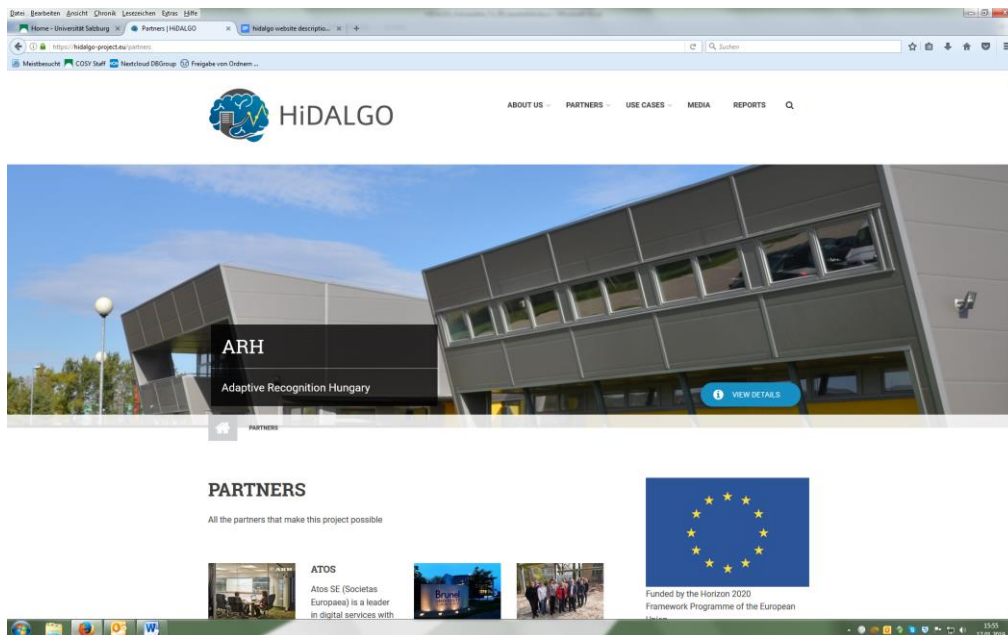 Datei Bearbeiten Ansicht Chronik Lesezeichen Extras Hilfe
Home - Universität Salzburg
Partners | HiDALGO
hidalgo website descriptio...
https://hidalgo-project.eu/partners
Suchen
Meistbesucht COSY Staff Nextcloud DBGroup Freigabe von Ordnern ...
HiDALGO
ABOUT US PARTNERS USE CASES MEDIA REPORTS
ARH
Adaptive Recognition Hungary
VIEW DETAILS
PARTNERS
PARTNERS
All the partners that make this project possible
ATOS
Atos SE (Societas
Europaea) is a leader
in digital services with
Brunel
Funded by the Horizon 2020
Framework Programme of the European
Union
15:55